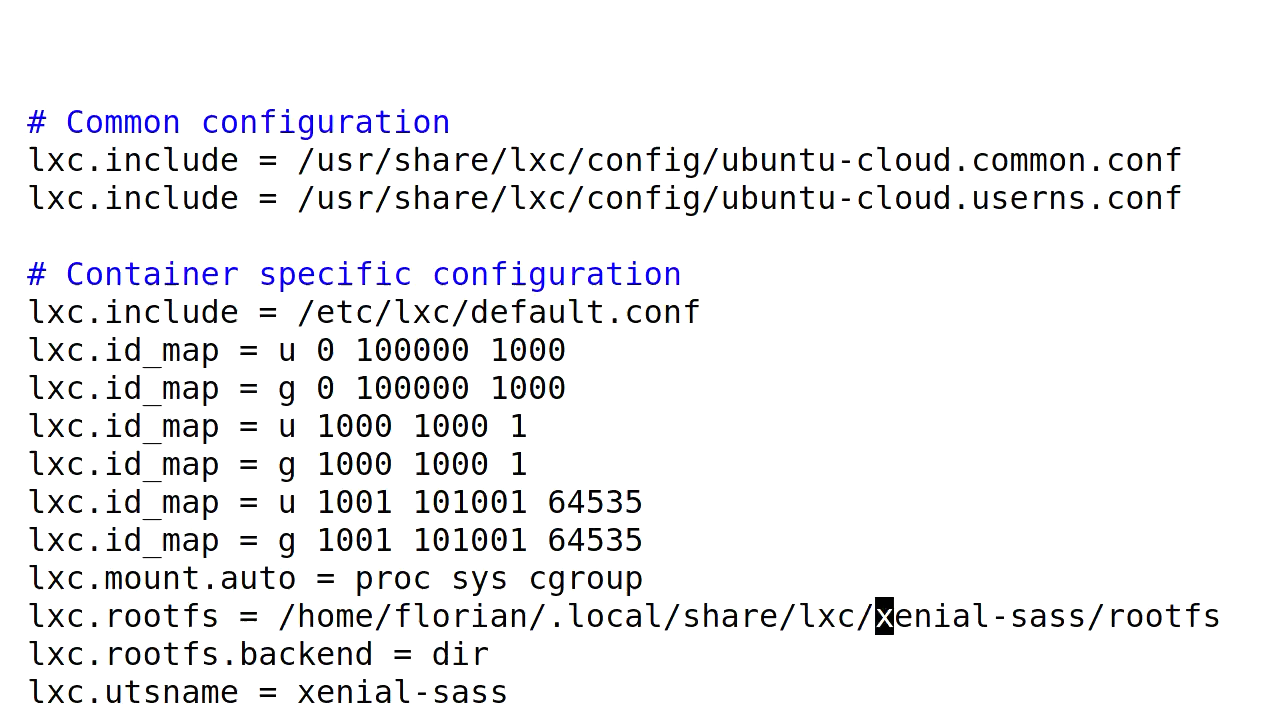 # Common configuration
lxc.include = /usr/share/lxc/config/ubuntu-cloud.common.conf
lxc.include = /usr/share/lxc/config/ubuntu-cloud.userns.conf

# Container specific configuration
lxc.include = /etc/lxc/default.conf
lxc.id_map = u 0 100000 1000
lxc.id_map = g 0 100000 1000
lxc.id_map = u 1000 1000 1
lxc.id_map = g 1000 1000 1
lxc.id_map = u 1001 101001 64535
lxc.id_map = g 1001 101001 64535
lxc.mount.auto = proc sys cgroup
lxc.rootfs = /home/florian/.local/share/lxc/xenial-sass/rootfs
lxc.rootfs.backend = dir
lxc.utsname = xenial-sass